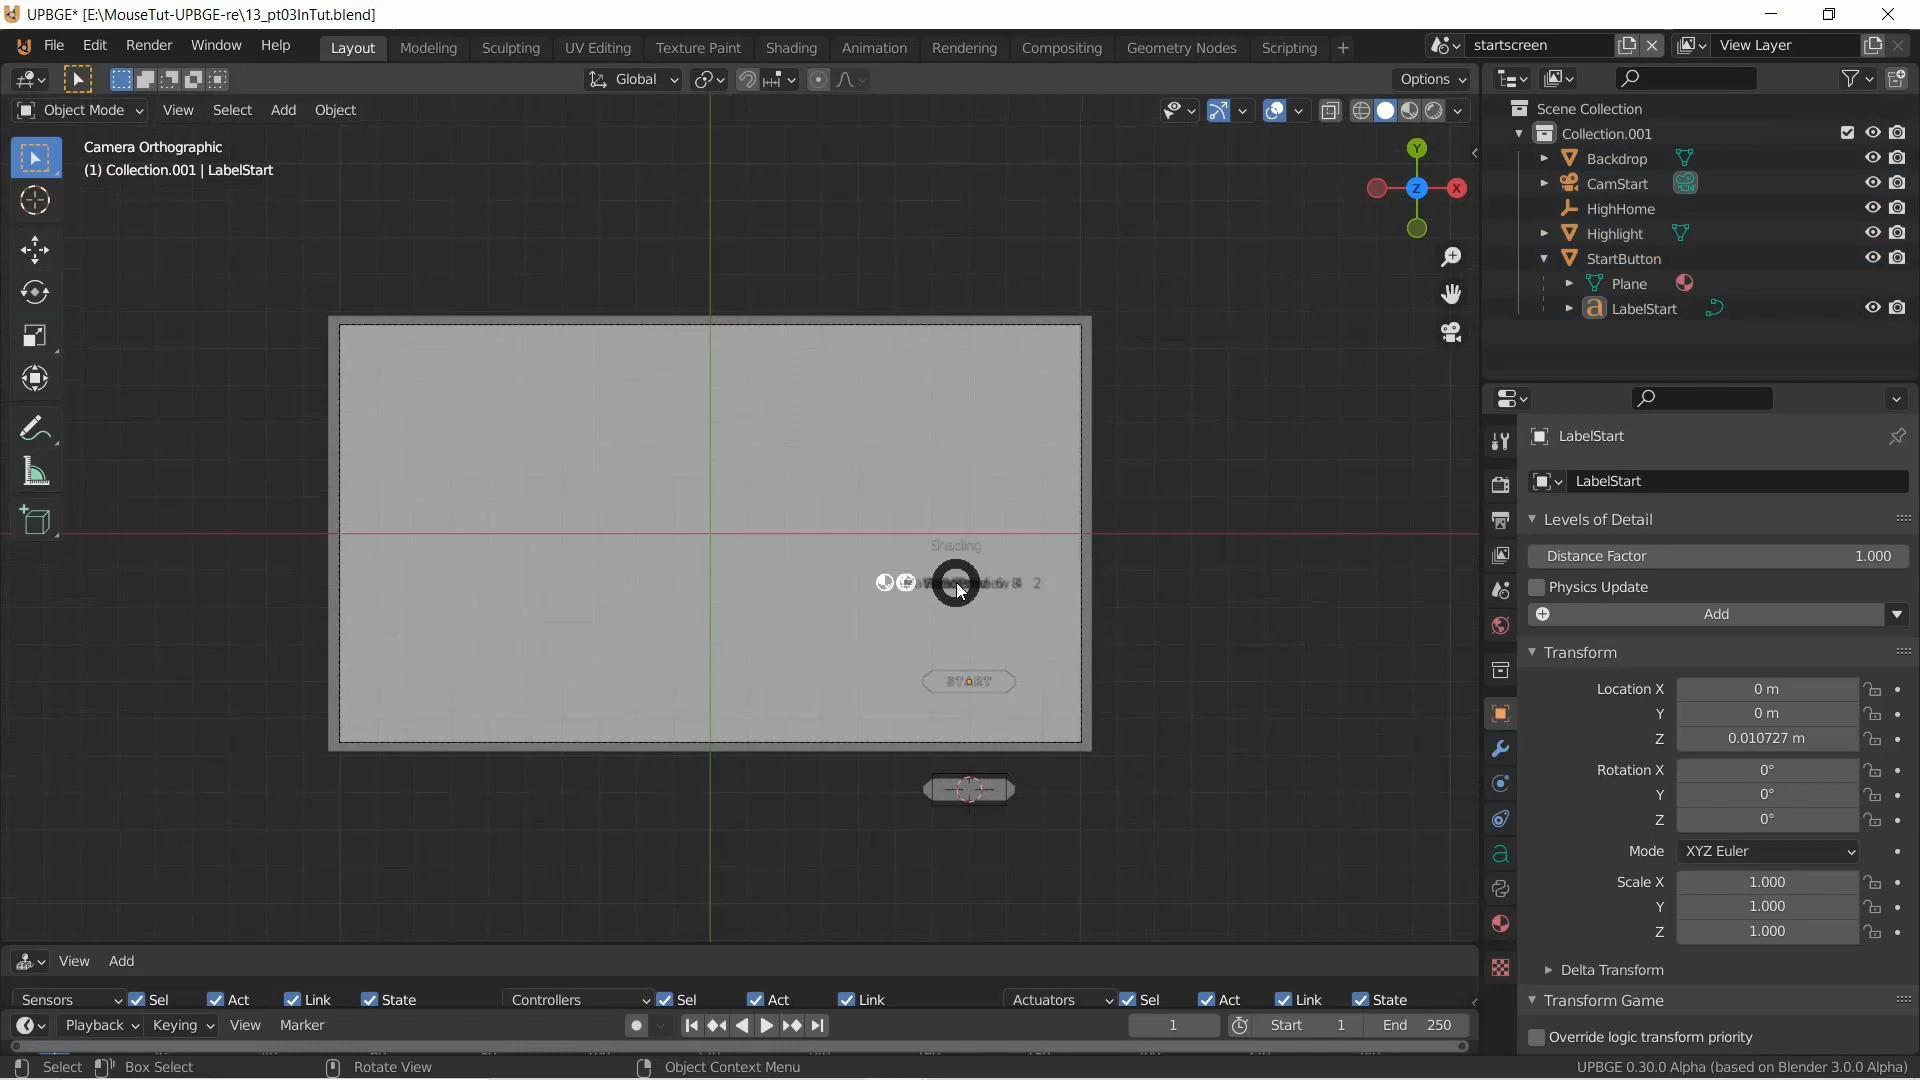 UPBGE* [E:\MouseTut-UPBGE-re\13_pt03InTut.blend]
File Edit Render Window Help Layout Modeling Sculpting UV Editing Texture Paint Shading Animation Rendering Compositing Geometry Nodes Scripting startscreen View Layer
Global Options
Object Mode View Select Add Object
Camera Orthographic
(1) Collection.001 | LabelStart
Y
X
Z
Shading
2
START
Scene Collection
Collection.001
Backdrop
CamStart
HighHome
Highlight
StartButton
Plane
LabelStart
LabelStart
LabelStart
Levels of Detail
Distance Factor 1.000
Physics Update
Add
Transform
Location X 0 m
Y 0 m
Z 0.010727 m
Rotation X 0°
Y 0°
Z 0°
Mode XYZ Euler
Scale X 1.000
Y 1.000
Z 1.000
Delta Transform
Transform Game
Override logic transform priority
View Add
Sensors Sel Act Link State Controllers Sel Act Link Actuators Sel Act Link State
Playback Keying View Marker 1 Start 1 End 250
Select Box Select Rotate View Object Context Menu UPBGE 0.30.0 Alpha (based on Blender 3.0.0 Alpha)